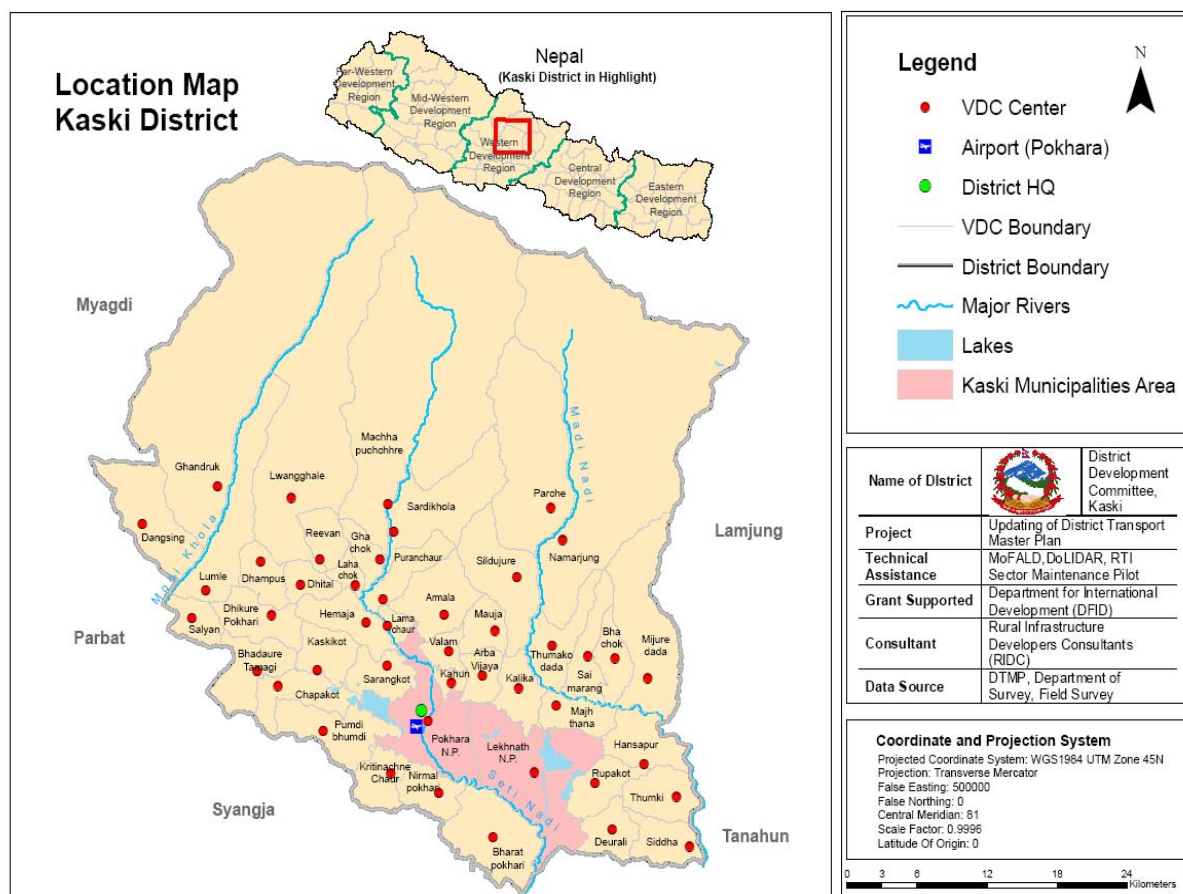 Location Map
Kaski District
Nepal
(Kaski District in Highlight)
Far-Western
Development
Region
Mid-Western
Development
Region
Western
Development
Region
Central
Development
Region
Eastern
Development
Region
Myagdi
Parbat
Syangja
Lamjung
Tanahun
Modi Khola
Madi Nadi
Seti Nadi
Machha
puchohhre
Ghandruk
Lwangghale
Sardikhola
Parche
Dangsing
Reevan
Gha
chok
Puranchaur
Namarjung
Lumle
Dhampus
Dhital
Laha
chok
Sildujure
Salyan
Dhikure
Pokhari
Hemaja
Lama
chaur
Armala
Mauja
Kaskikot
Valam
Arba
Vijaya
Thumako
dada
Bha
chok
Mijure
dada
Bhadaure
Tamagi
Chapakot
Sarangkot
Kahun
Kalika
Sai
marang
Majh
thana
Pumdi
bhumdi
Pokhara
N.P.
Lekhnath
N.P.
Hansapur
Kritinachne
Chaur
Nirmal
pokhari
Rupakot
Thumki
Bharat
pokhari
Deurali
Siddha
Legend
N
VDC Center
Airport (Pokhara)
District HQ
VDC Boundary
District Boundary
Major Rivers
Lakes
Kaski Municipalities Area
Name of District
District
Development
Committee,
Kaski
Project
Updating of District Transport
Master Plan
Technical
Assistance
MoFALD,DoLIDAR, RTI
Sector Maintenance Pilot
Grant Supported
Department for International
Development (DFID)
Consultant
Rural Infrastructure
Developers Consultants
(RIDC)
Data Source
DTMP, Department of
Survey, Field Survey
Coordinate and Projection System
Projected Coordinate System: WGS1984 UTM Zone 45N
Projection: Transverse Mercator
False Easting: 500000
False Northing: 0
Central Meridian: 81
Scale Factor: 0.9996
Latitude Of Origin: 0
0 3 6 12 18 24
Kilometers